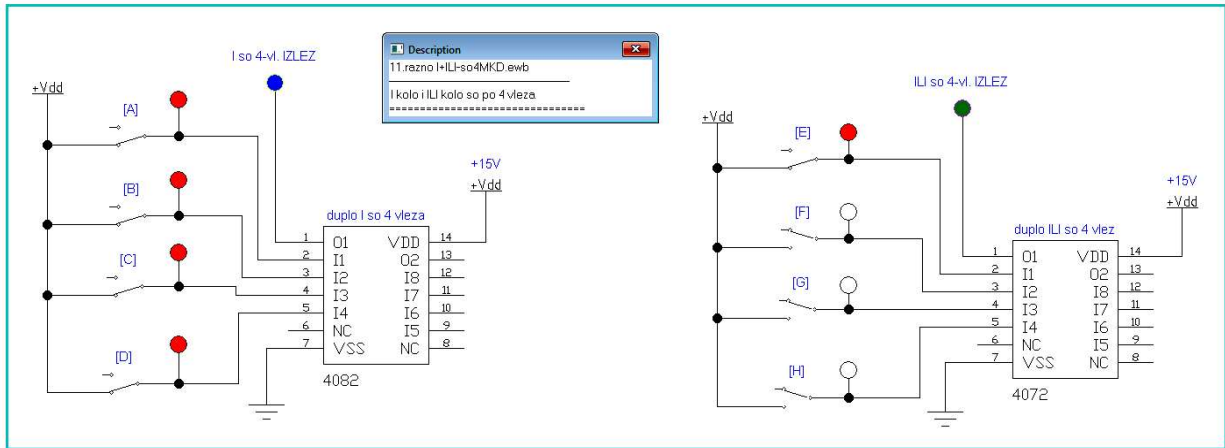 I so 4-vl. IZLEZ
Description
11.razno I+ILI-so4MKD.ewb
I kolo i ILI kolo so po 4 vleza
==============================
+Vdd
[A]
[B]
[C]
[D]
+15V
+Vdd
duplo I so 4 vleza
1 O1 VDD 14
2 I1 O2 13
3 I2 I8 12
4 I3 I7 11
5 I4 I6 10
6 NC I5 9
7 VSS NC 8
4082
ILI so 4-vl. IZLEZ
+Vdd
[E]
[F]
[G]
[H]
+15V
+Vdd
duplo ILI so 4 vlez
1 O1 VDD 14
2 I1 O2 13
3 I2 I8 12
4 I3 I7 11
5 I4 I6 10
6 NC I5 9
7 VSS NC 8
4072